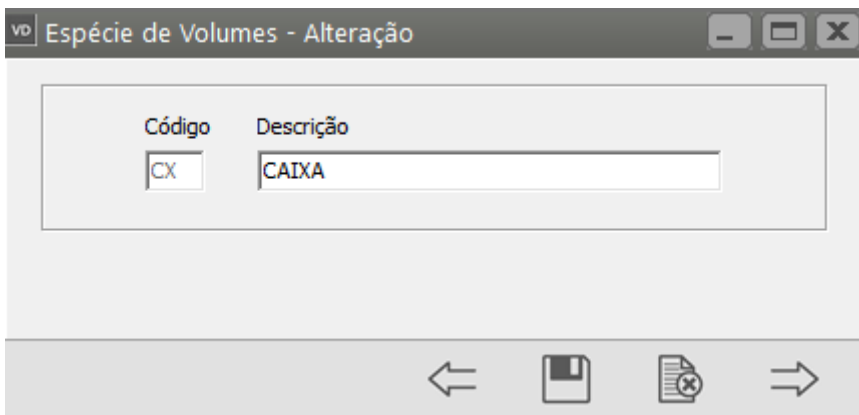 VD Espécie de Volumes - Alteração
Código Descrição
CX CAIXA